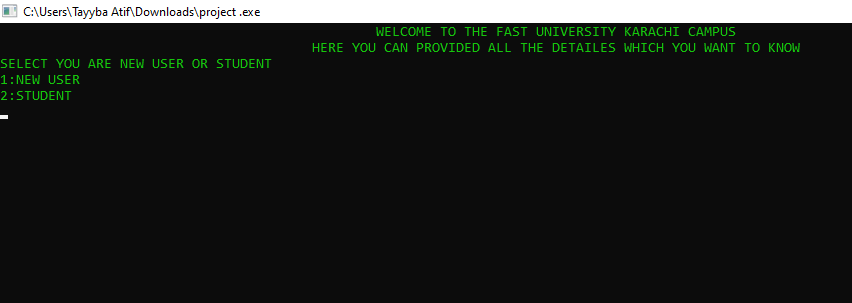 C:\Users\Tayyba Atif\Downloads\project .exe
WELCOME TO THE FAST UNIVERSITY KARACHI CAMPUS
HERE YOU CAN PROVIDED ALL THE DETAILES WHICH YOU WANT TO KNOW
SELECT YOU ARE NEW USER OR STUDENT
1:NEW USER
2:STUDENT